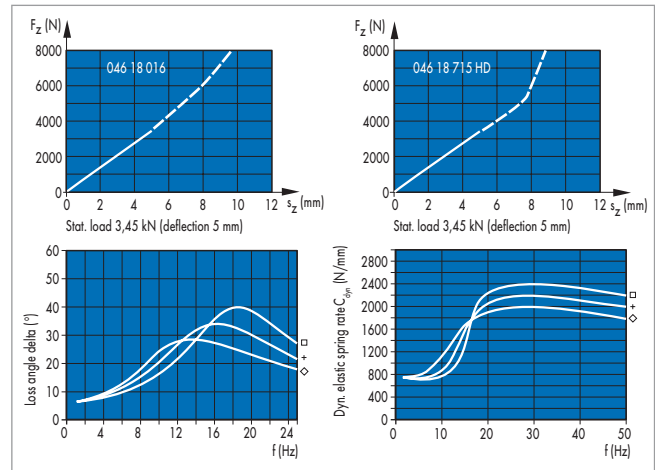 F_z (N)
8000
6000
4000
2000
0
046 18 016
0 2 4 6 8 10 12
s_z (mm)
Stat. load 3,45 kN (deflection 5 mm)
F_z (N)
8000
6000
4000
2000
0
046 18 715 HD
0 2 4 6 8 10 12
s_z (mm)
Stat. load 3,45 kN (deflection 5 mm)
Loss angle delta (°)
60
50
40
30
20
10
0
□
+
◇
0 4 8 12 16 20 24
f (Hz)
Dyn. elastic spring rate C_dyn (N/mm)
2800
2400
2000
1600
1200
800
400
0
□
+
◇
0 10 20 30 40 50
f (Hz)